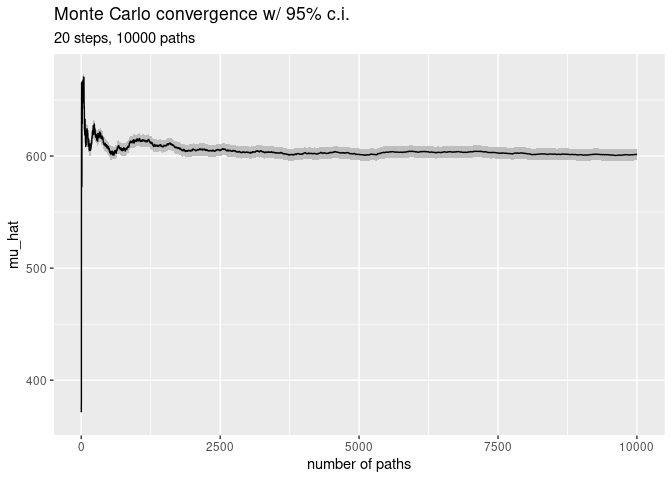 Monte Carlo convergence w/ 95% c.i.
20 steps, 10000 paths
mu_hat
600
500
400
0 2500 5000 7500 10000
number of paths